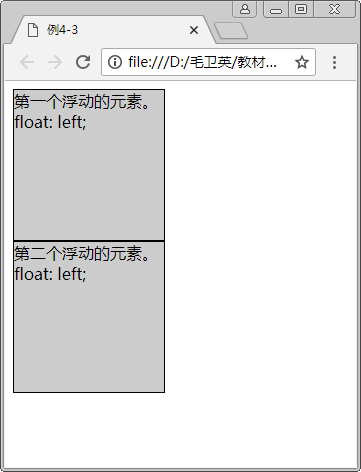 例4-3
file:///D:/毛卫英/教材...
第一个浮动的元素。
float: left;
第二个浮动的元素。
float: left;